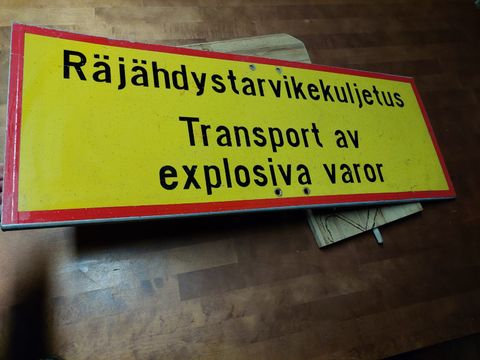 Räjähdystarvikekuljetus
Transport av
explosiva varor